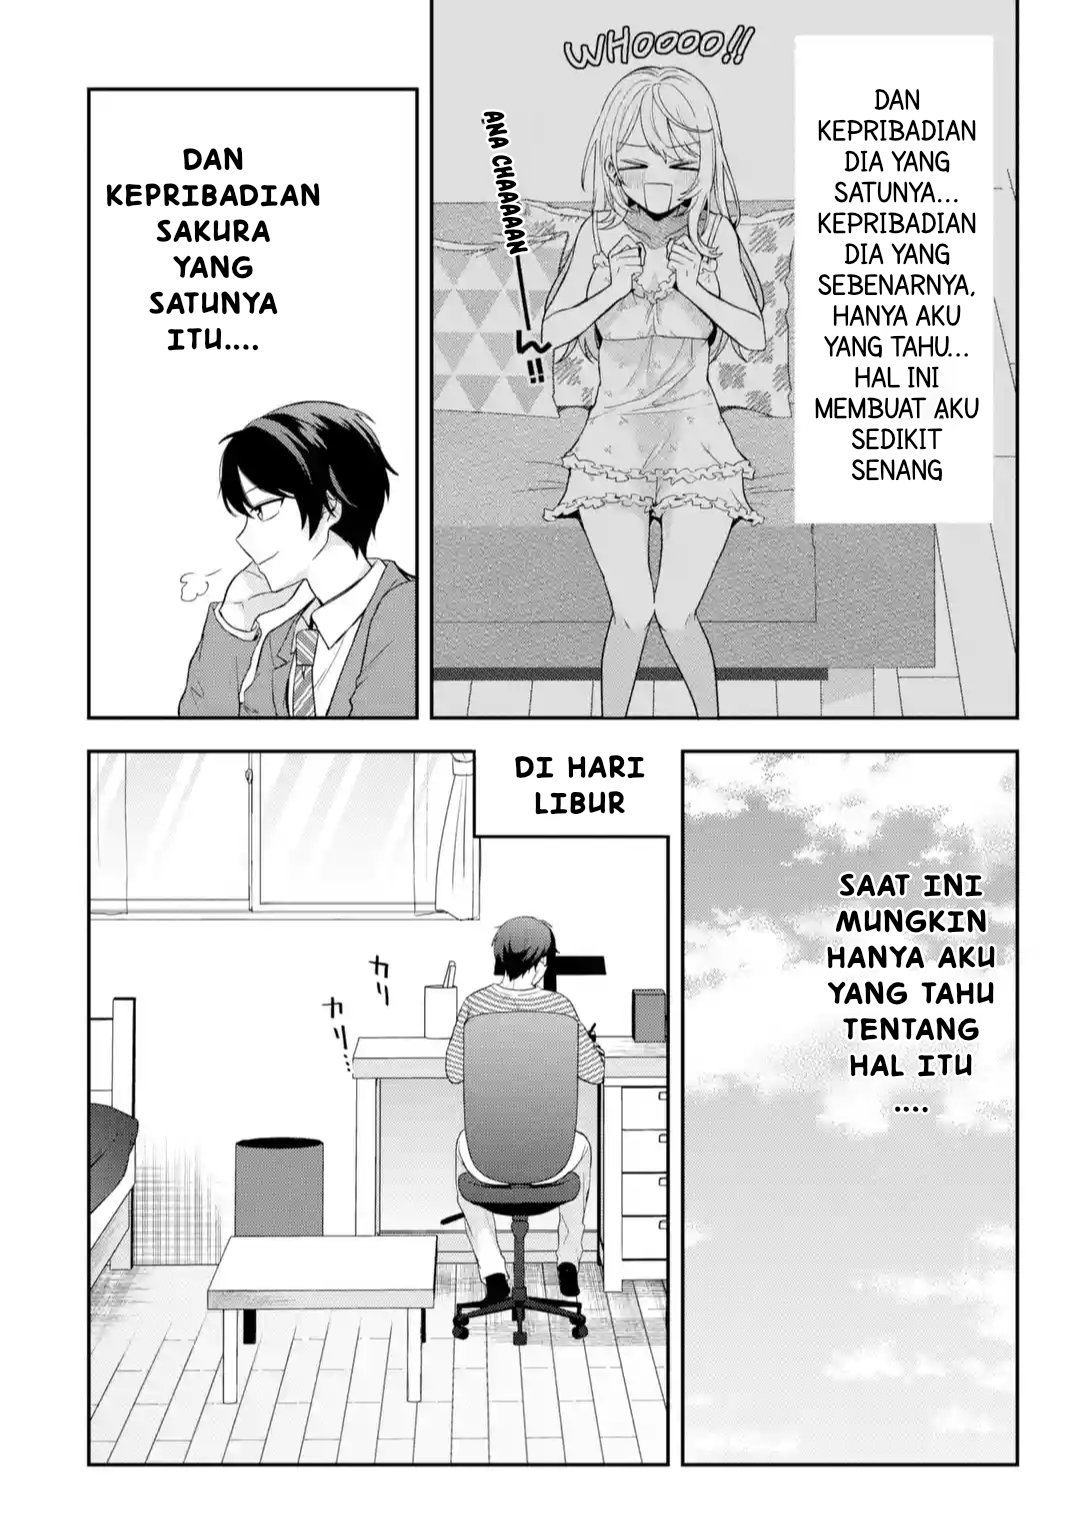 WHOOOO!!
DAN
KEPRIBADIAN
DIA YANG
SATUNYA...
KEPRIBADIAN
DIA YANG
SEBENARNYA,
HANYA AKU
YANG TAHU...
HAL INI
MEMBUAT AKU
SEDIKIT
SENANG
ANA CHAAAAAN
ん!!
DAN
KEPRIBADIAN
SAKURA
YANG
SATUNYA
ITU....
SAAT INI
MUNGKIN
HANYA AKU
YANG TAHU
TENTANG
HAL ITU
....
DI HARI
LIBUR
カリ
カリ...